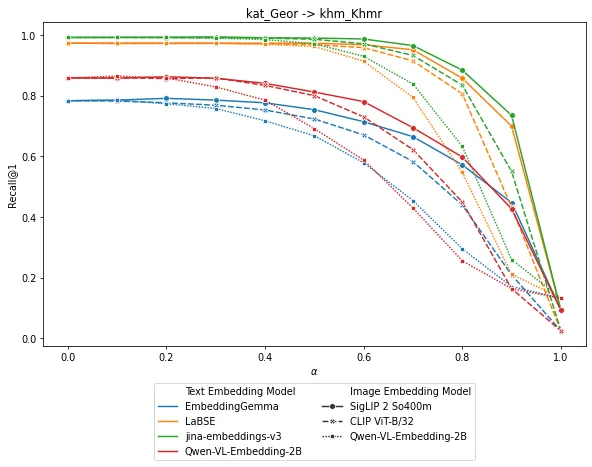 kat_Geor -> khm_Khmr
Recall@1
1.0
0.8
0.6
0.4
0.2
0.0
0.0 0.2 0.4 0.6 0.8 1.0
α
Text Embedding Model
EmbeddingGemma
LaBSE
jina-embeddings-v3
Qwen-VL-Embedding-2B
Image Embedding Model
SigLIP 2 So400m
CLIP ViT-B/32
Qwen-VL-Embedding-2B